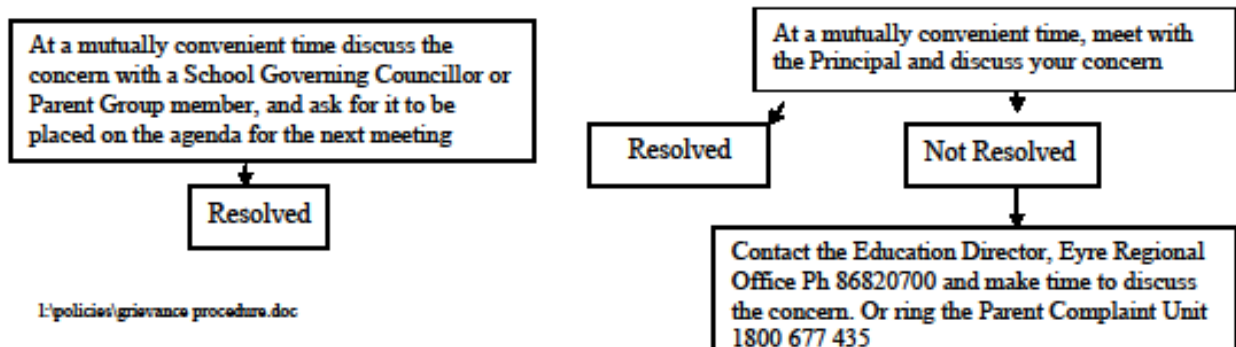 At a mutually convenient time discuss the
concern with a School Governing Councillor or
Parent Group member, and ask for it to be
placed on the agenda for the next meeting
Resolved
I:\policies\grievance procedure.doc
At a mutually convenient time, meet with
the Principal and discuss your concern
Resolved
Not Resolved
Contact the Education Director, Eyre Regional
Office Ph 86820700 and make time to discuss
the concern. Or ring the Parent Complaint Unit
1800 677 435